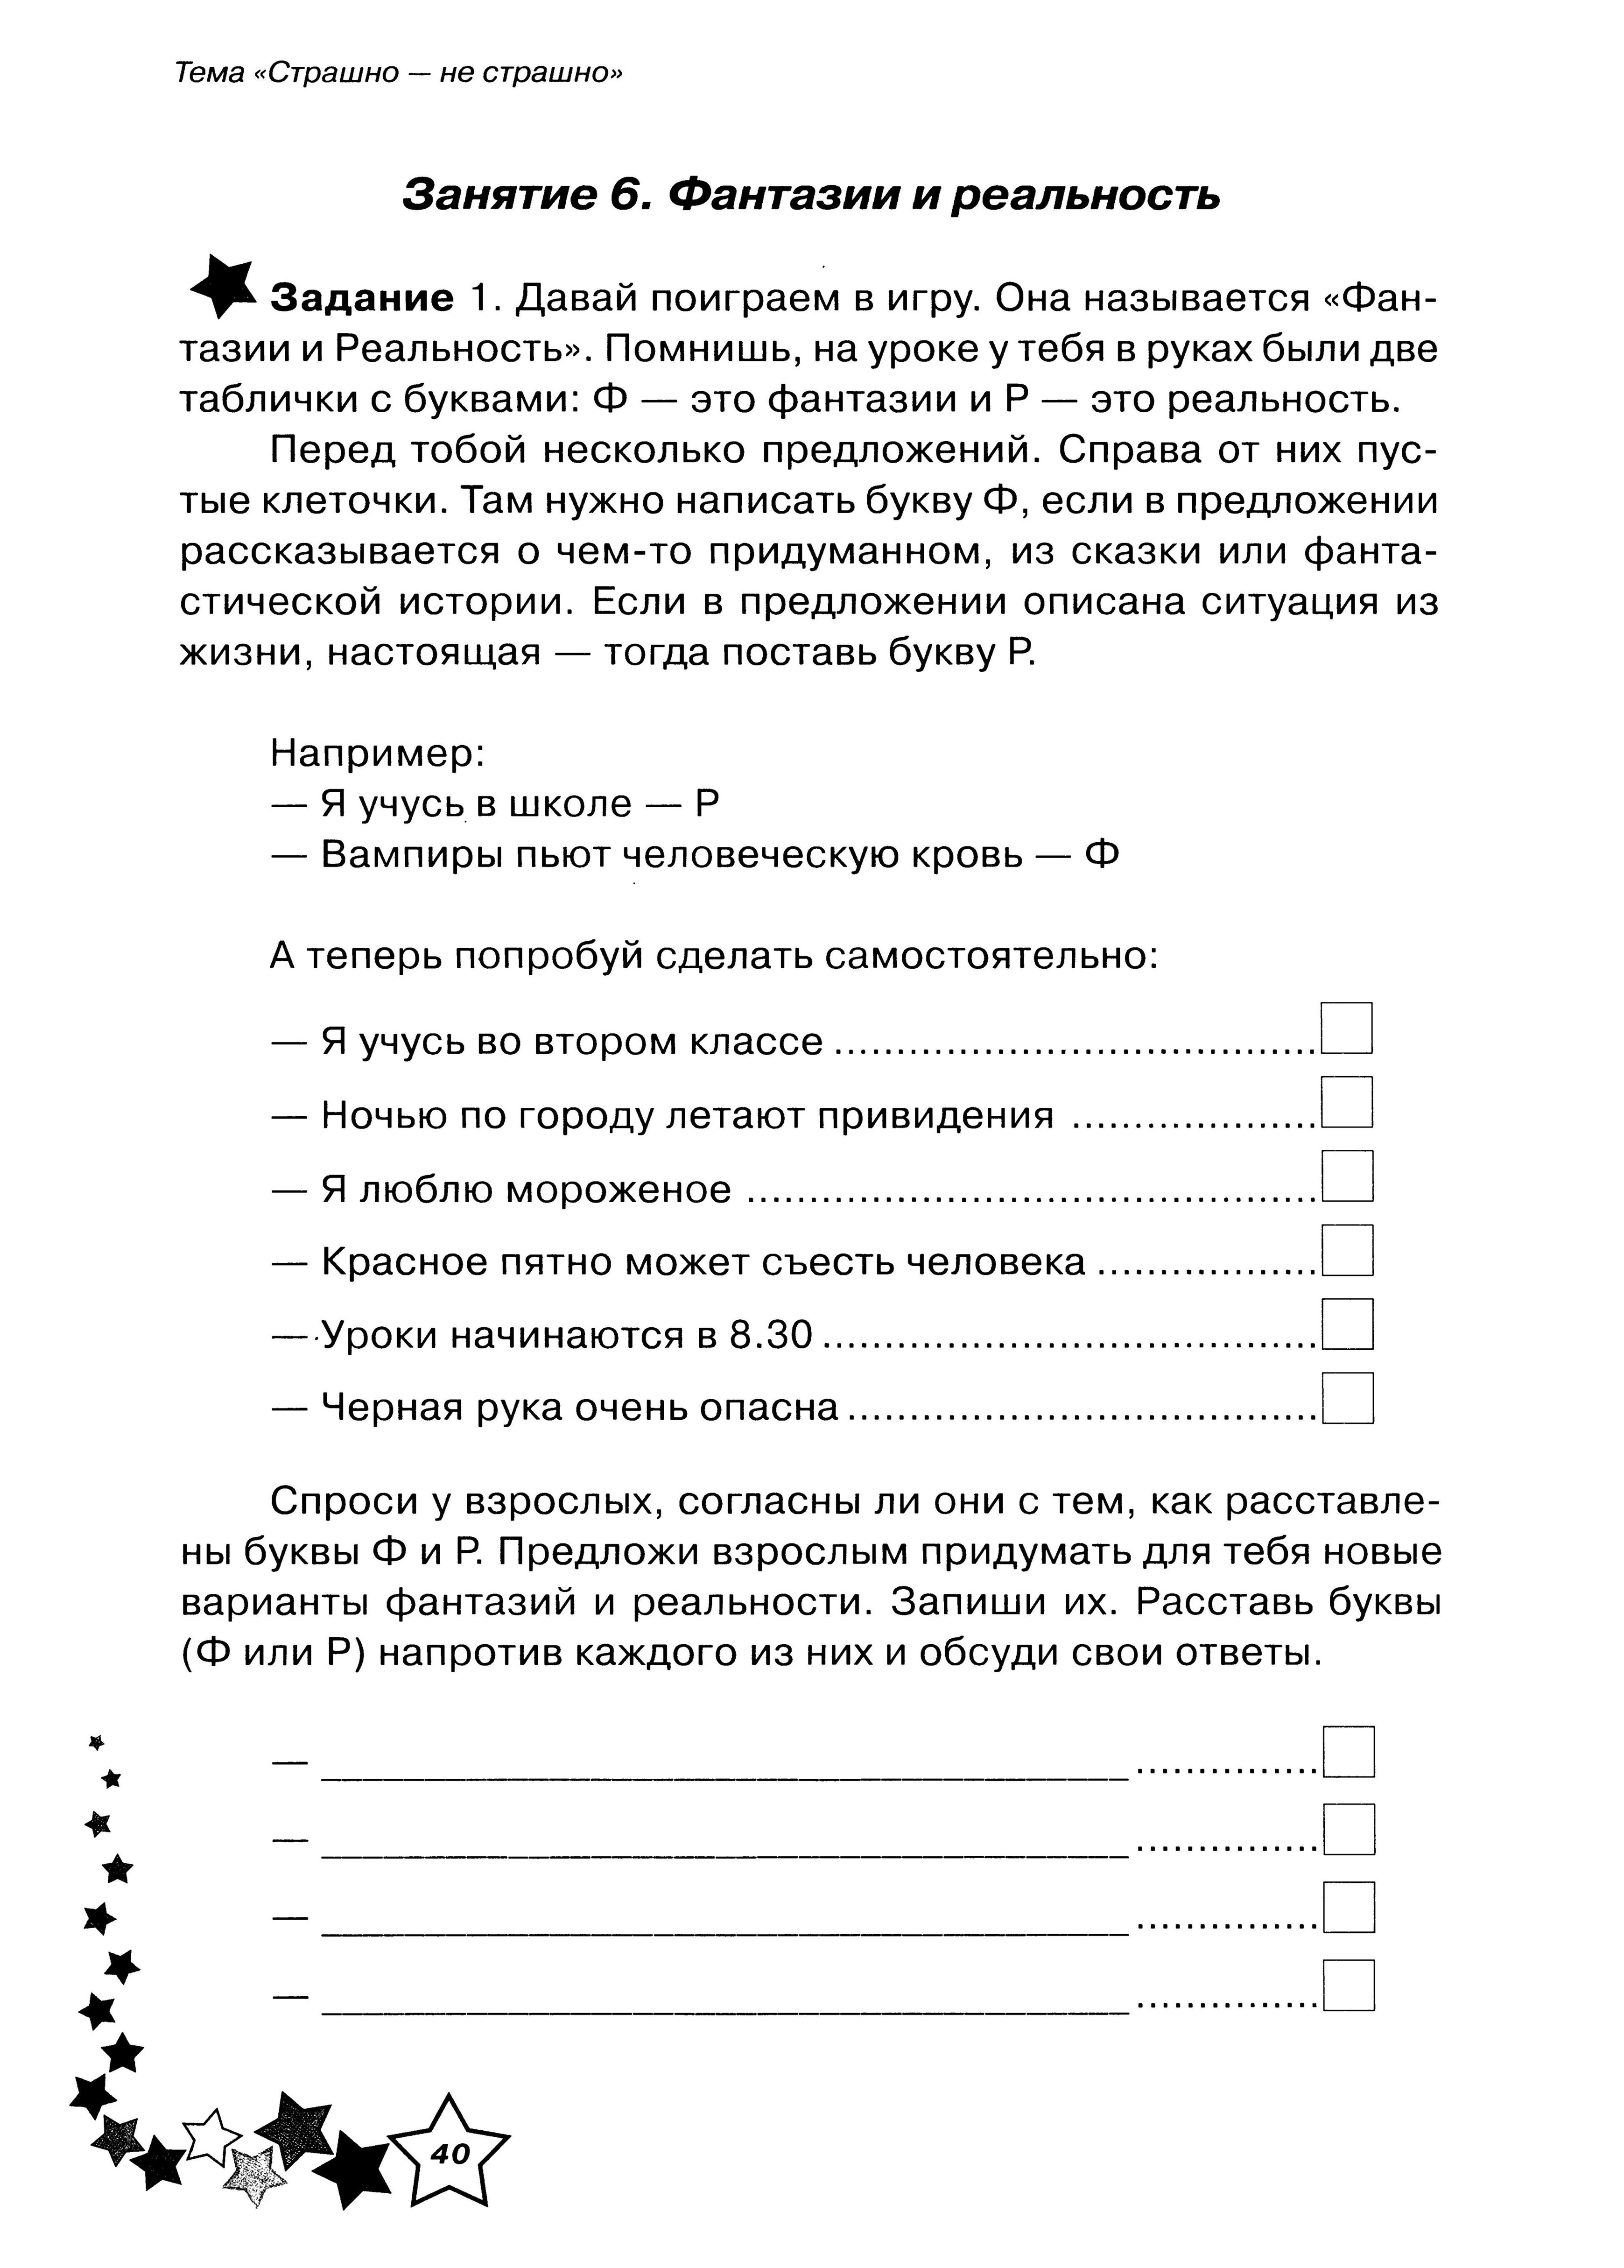 Тема «Страшно — не страшно»
Занятие 6. Фантазии и реальность
Задание 1. Давай поиграем в игру. Она называется «Фан-
тазии и Реальность». Помнишь, на уроке у тебя в руках были две
таблички с буквами: Ф — это фантазии и Р — это реальность.
Перед тобой несколько предложений. Справа от них пус-
тые клеточки. Там нужно написать букву Ф, если в предложении
рассказывается о чем-то придуманном, из сказки или фанта-
стической истории. Если в предложении описана ситуация из
жизни, настоящая — тогда поставь букву Р.
Например:
— Я учусь в школе — Р
— Вампиры пьют человеческую кровь — Ф
А теперь попробуй сделать самостоятельно:
— Я учусь во втором классе
— Ночью по городу летают привидения
— Я люблю мороженое
— Красное пятно может съесть человека
— Уроки начинаются в 8.30
— Черная рука очень опасна
Спроси у взрослых, согласны ли они с тем, как расставле-
ны буквы Ф и Р. Предложи взрослым придумать для тебя новые
варианты фантазий и реальности. Запиши их. Расставь буквы
(Ф или Р) напротив каждого из них и обсуди свои ответы.
40